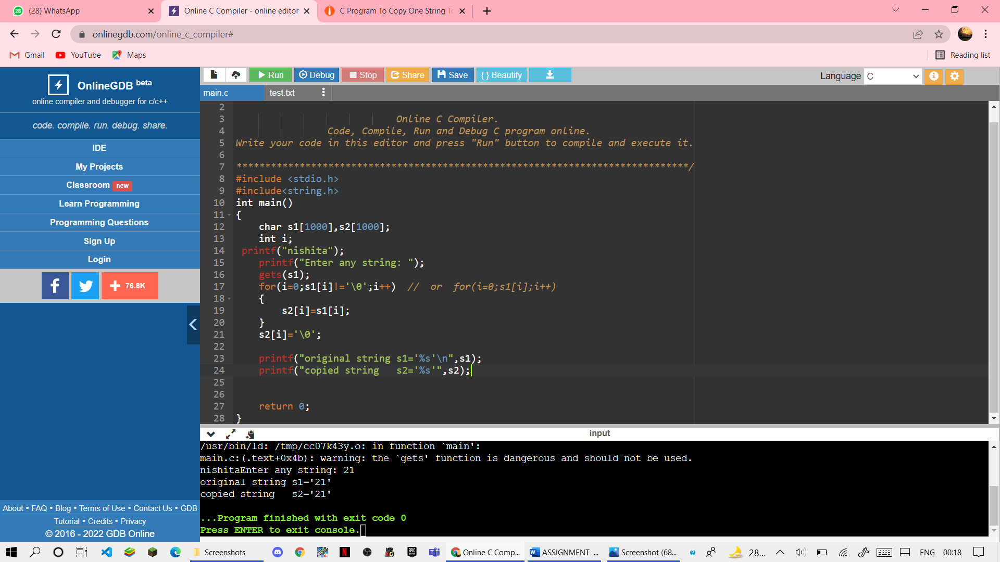 28 (28) WhatsApp
Online C Compiler - online editor
C Program To Copy One String To
onlinegdb.com/online_c_compiler#
Gmail YouTube Maps
Reading list
OnlineGDB beta
online compiler and debugger for c/c++
code. compile. run. debug. share.
IDE
My Projects
Classroom new
Learn Programming
Programming Questions
Sign Up
Login
76.8K
About • FAQ • Blog • Terms of Use • Contact Us • GDB
Tutorial • Credits • Privacy
© 2016 - 2022 GDB Online
Run Debug Stop Share Save { } Beautify
Language C
main.c test.txt
2
3 Online C Compiler.
4 Code, Compile, Run and Debug C program online.
5 Write your code in this editor and press "Run" button to compile and execute it.
6
7 *******************************************************************************/
8 #include <stdio.h>
9 #include<string.h>
10 int main()
11 {
12 char s1[1000],s2[1000];
13 int i;
14 printf("nishita");
15 printf("Enter any string: ");
16 gets(s1);
17 for(i=0;s1[i]!='\0';i++) // or for(i=0;s1[i];i++)
18 {
19 s2[i]=s1[i];
20 }
21 s2[i]='\0';
22
23 printf("original string s1='%s'\n",s1);
24 printf("copied string   s2='%s'",s2);
25
26
27 return 0;
28 }
input
/usr/bin/ld: /tmp/cc07k43y.o: in function `main':
main.c:(.text+0x4b): warning: the `gets' function is dangerous and should not be used.
nishitaEnter any string: 21
original string s1='21'
copied string   s2='21'
...Program finished with exit code 0
Press ENTER to exit console.
Screenshots
Online C Comp...
ASSIGNMENT ...
Screenshot (68...
28...
ENG
00:18